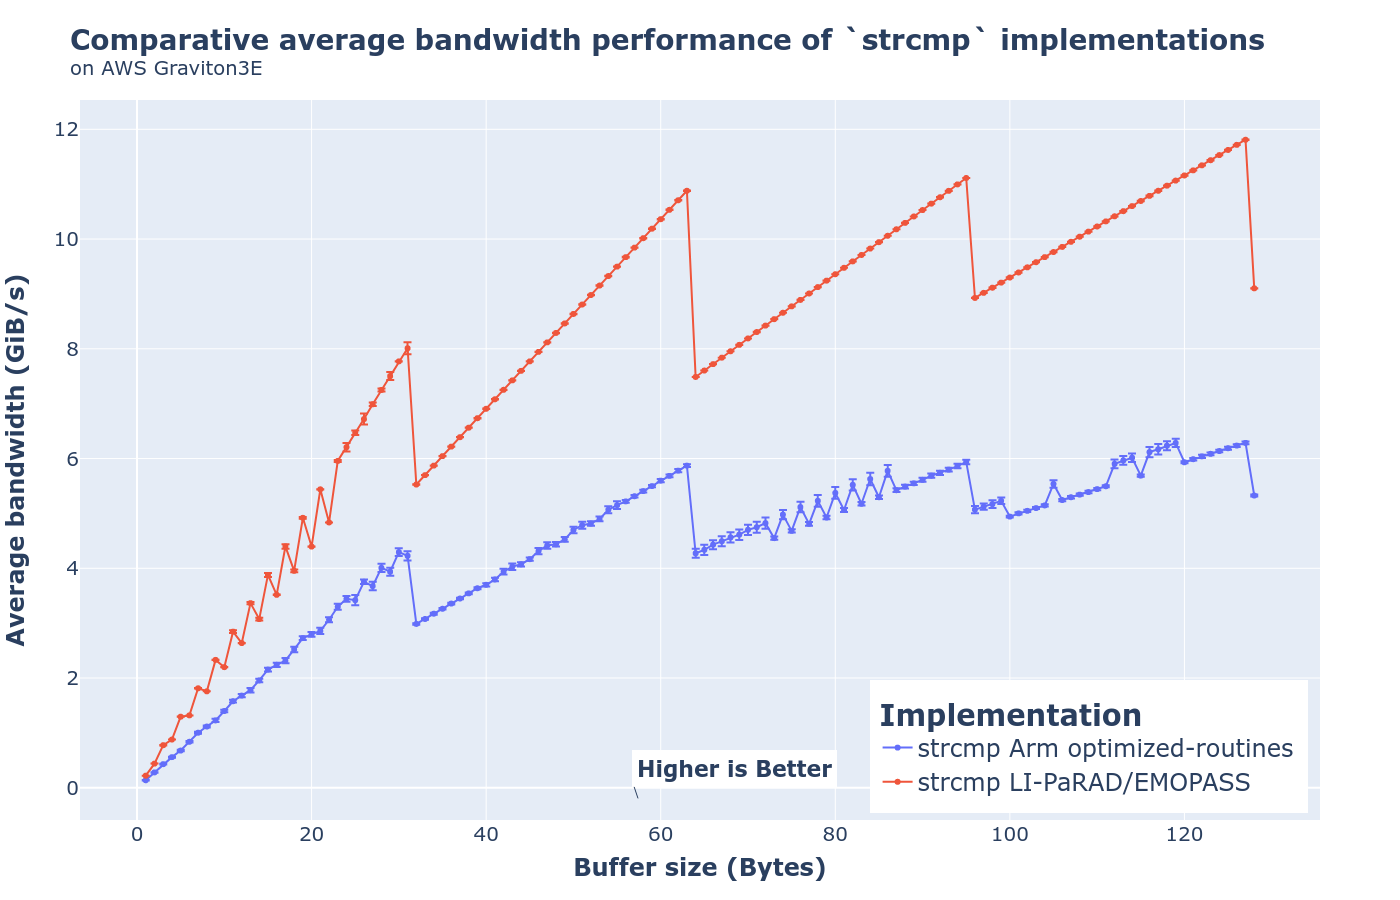 Comparative average bandwidth performance of `strcmp` implementations
on AWS Graviton3E
Average bandwidth (GiB/s)
12
10
8
6
4
2
0
0 20 40 60 80 100 120
Buffer size (Bytes)
Higher is Better
Implementation
strcmp Arm optimized-routines
strcmp LI-PaRAD/EMOPASS